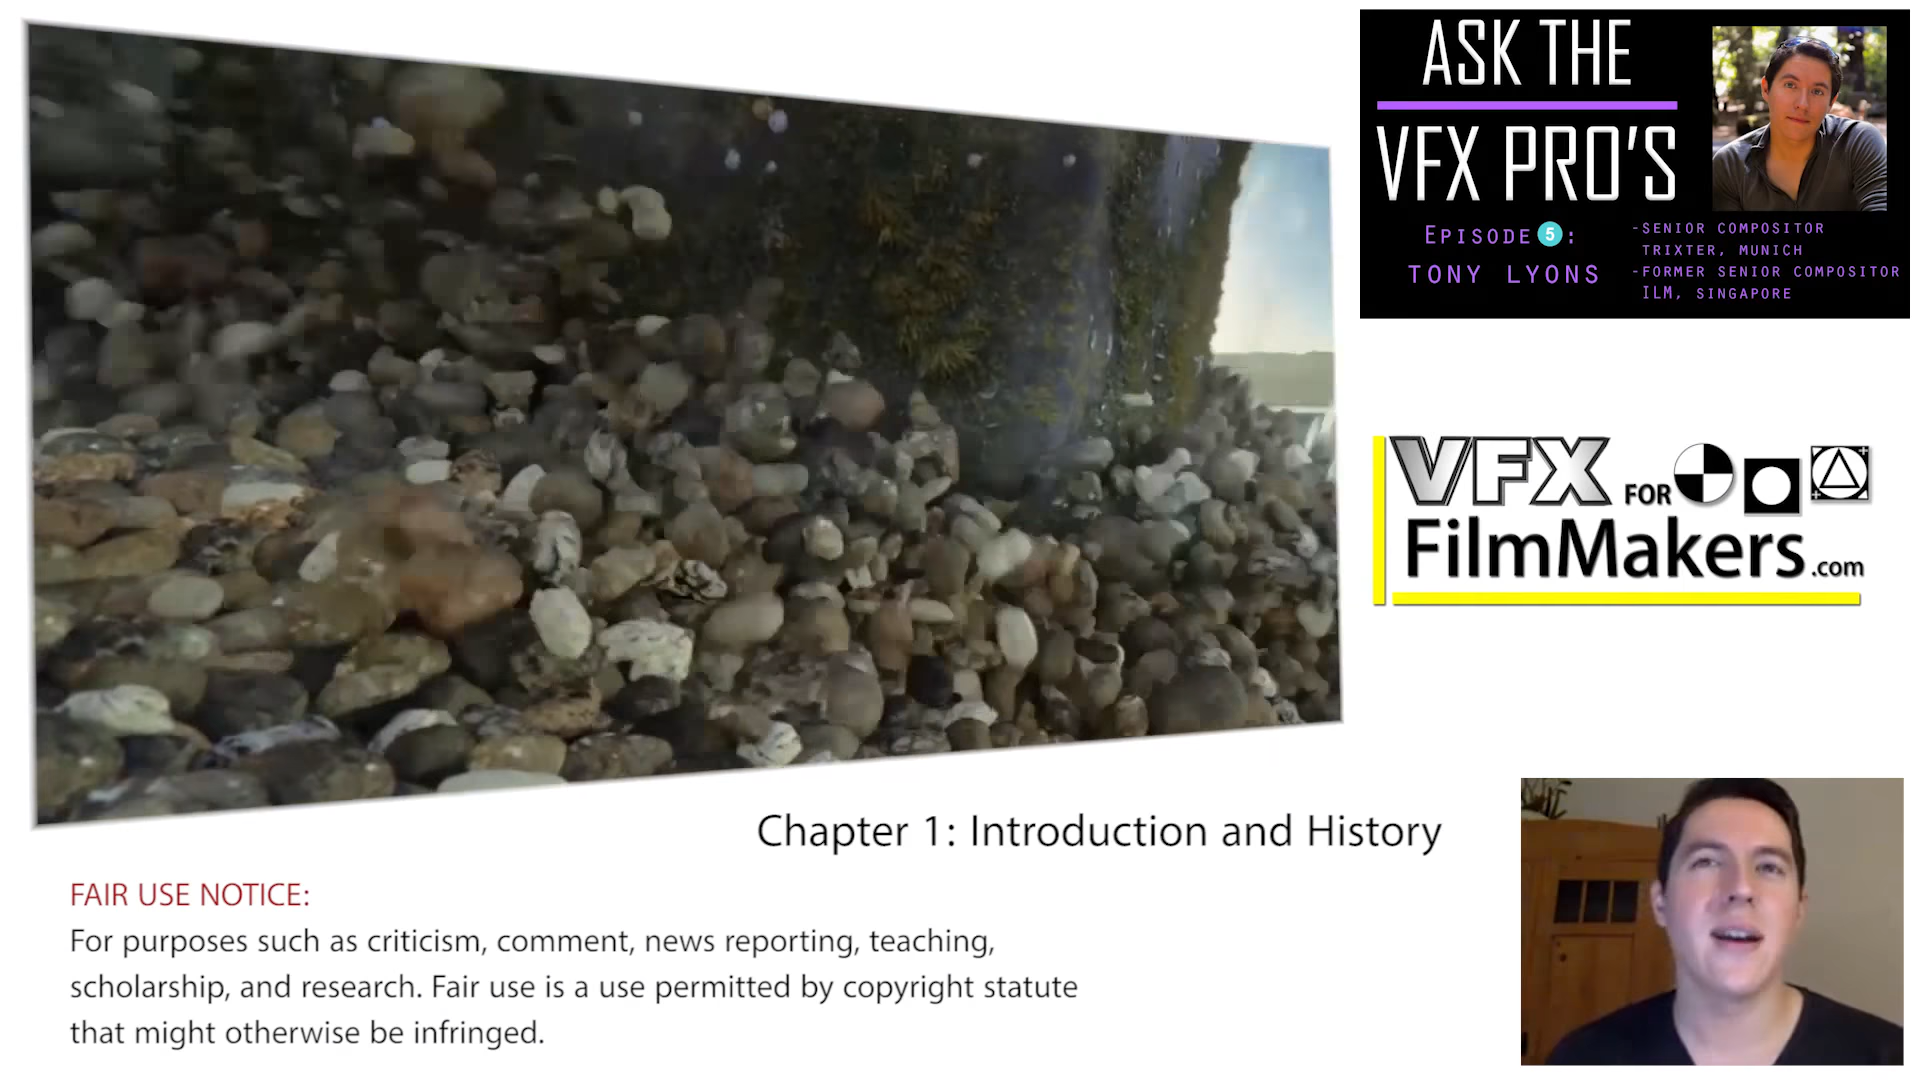 ASK THE
VFX PRO'S
EPISODE 5:
TONY LYONS
-SENIOR COMPOSITOR
TRIXTER, MUNICH
-FORMER SENIOR COMPOSITOR
ILM, SINGAPORE
VFX FOR
FilmMakers.com
Chapter 1: Introduction and History
FAIR USE NOTICE:
For purposes such as criticism, comment, news reporting, teaching,
scholarship, and research. Fair use is a use permitted by copyright statute
that might otherwise be infringed.